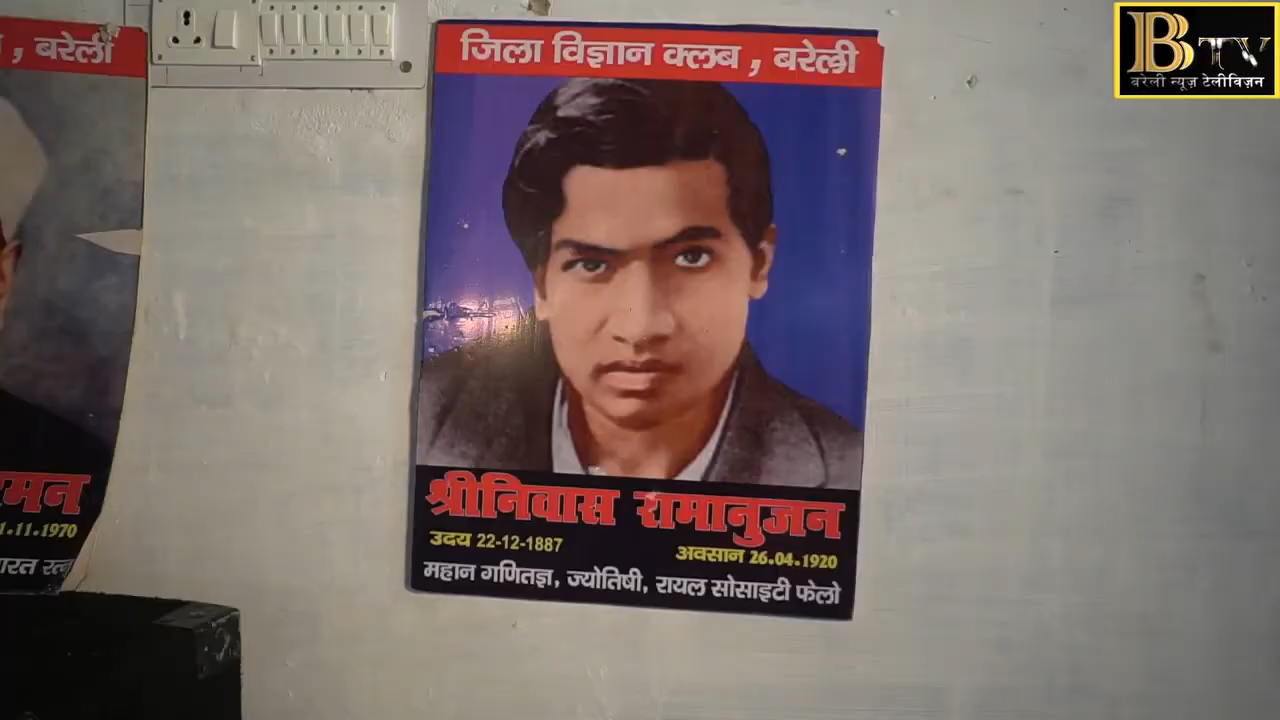 , बरेली
जिला विज्ञान क्लब , बरेली
BTV
बरेली न्यूज़ टेलीविज़न
श्रीनिवास रामानुजन
उदय 22-12-1887
अवसान 26.04.1920
महान गणितज्ञ, ज्योतिषी, रायल सोसाइटी फेलो
रमन
1.11.1970